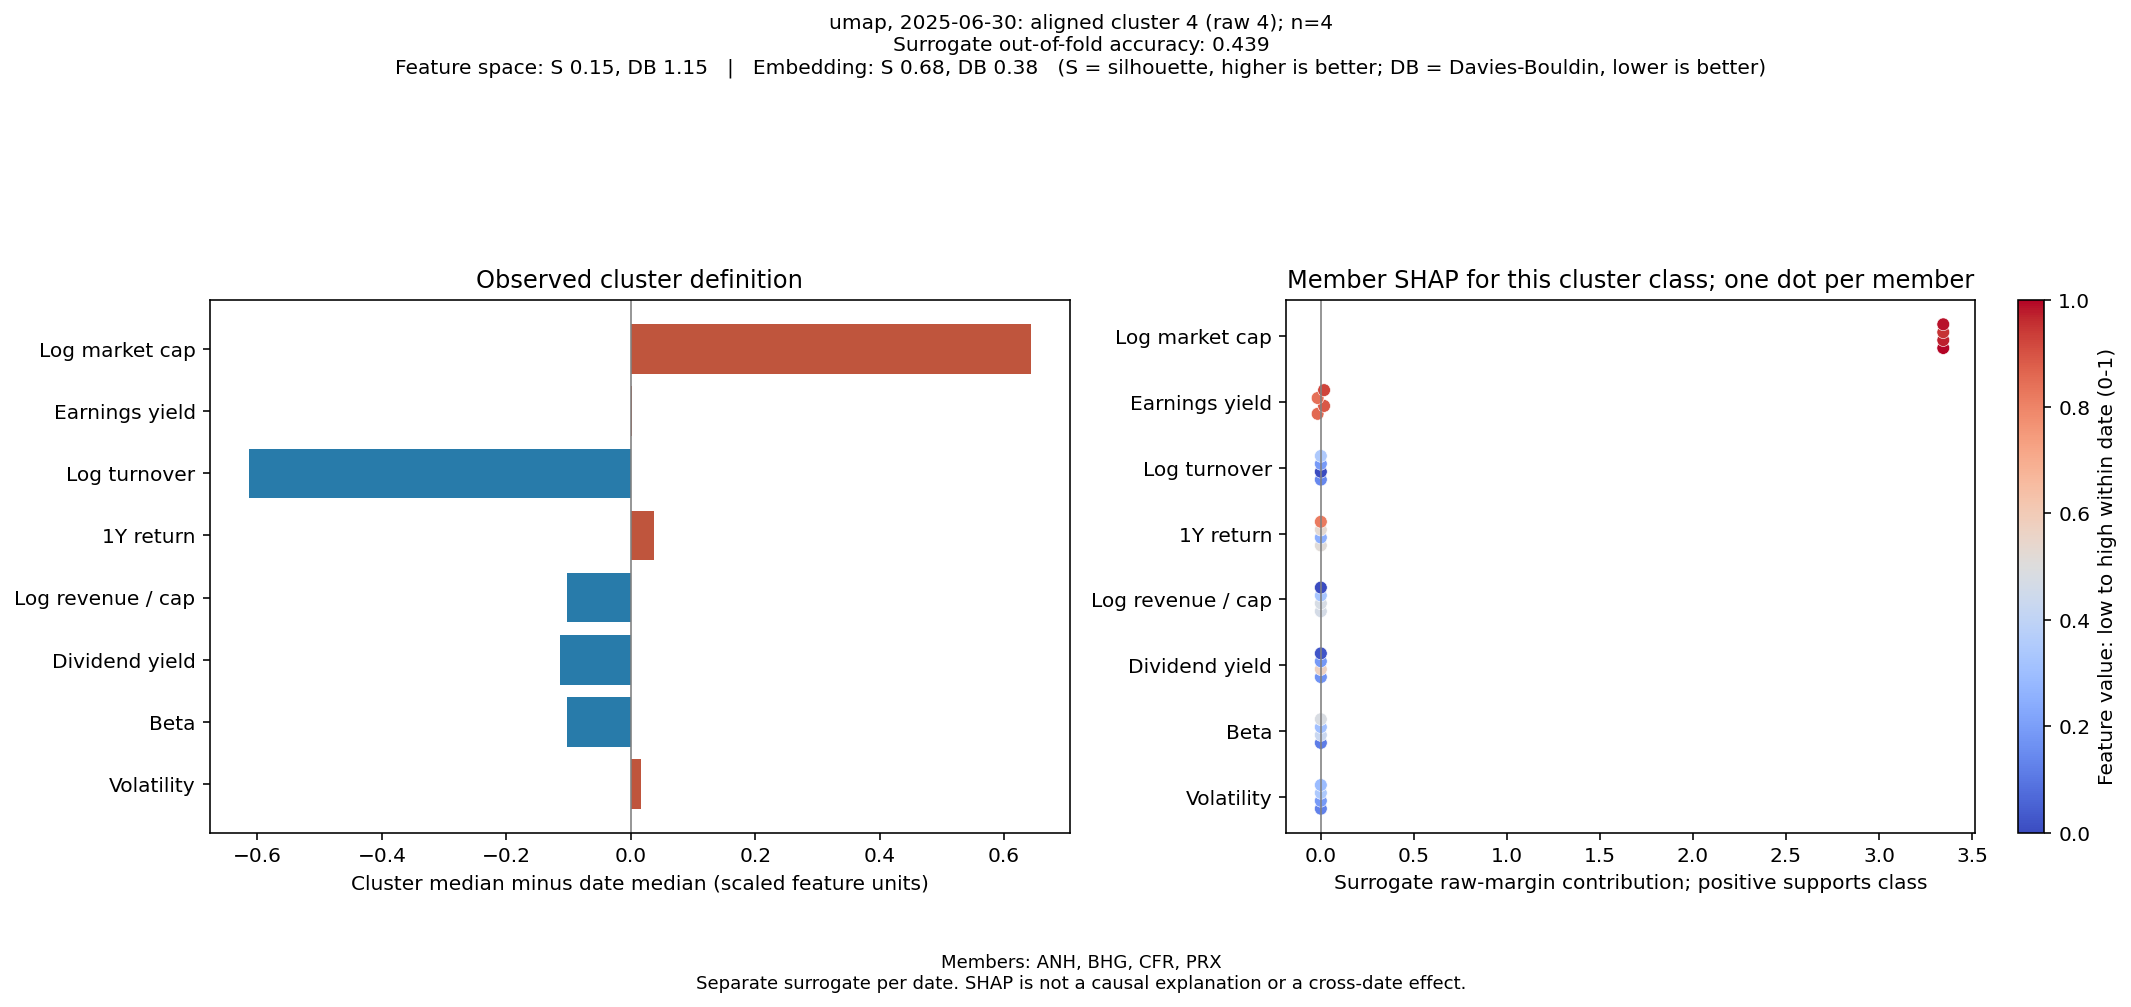 umap, 2025-06-30: aligned cluster 4 (raw 4); n=4
Surrogate out-of-fold accuracy: 0.439
Feature space: S 0.15, DB 1.15   |   Embedding: S 0.68, DB 0.38   (S = silhouette, higher is better; DB = Davies-Bouldin, lower is better)
Observed cluster definition
Log market cap
Earnings yield
Log turnover
1Y return
Log revenue / cap
Dividend yield
Beta
Volatility
−0.6 −0.4 −0.2 0.0 0.2 0.4 0.6
Cluster median minus date median (scaled feature units)
Member SHAP for this cluster class; one dot per member
Log market cap
Earnings yield
Log turnover
1Y return
Log revenue / cap
Dividend yield
Beta
Volatility
0.0 0.5 1.0 1.5 2.0 2.5 3.0 3.5
Surrogate raw-margin contribution; positive supports class
1.0
0.8
0.6
0.4
0.2
0.0
Feature value: low to high within date (0-1)
Members: ANH, BHG, CFR, PRX
Separate surrogate per date. SHAP is not a causal explanation or a cross-date effect.